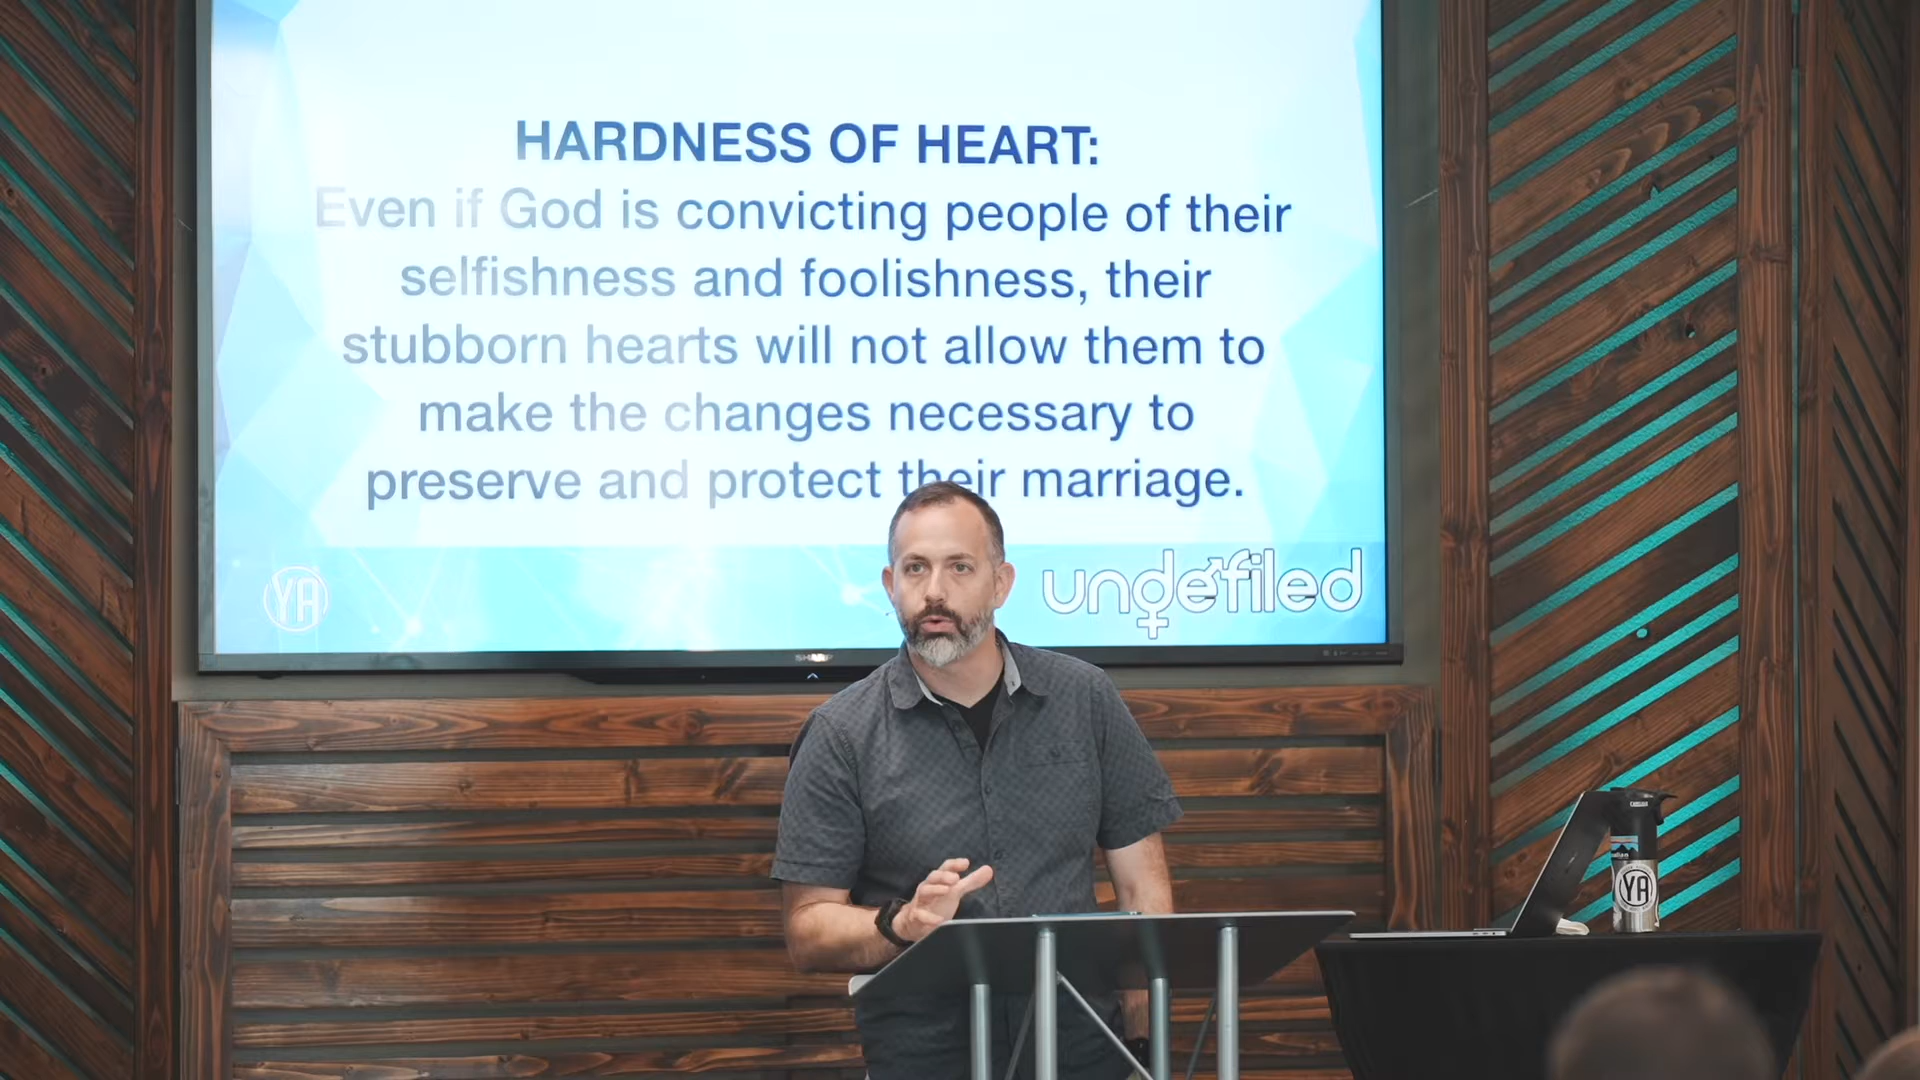 HARDNESS OF HEART:
Even if God is convicting people of their
selfishness and foolishness, their
stubborn hearts will not allow them to
make the changes necessary to
preserve and protect their marriage.
YA
undefiled
SHARP
CAMELBAK
YA